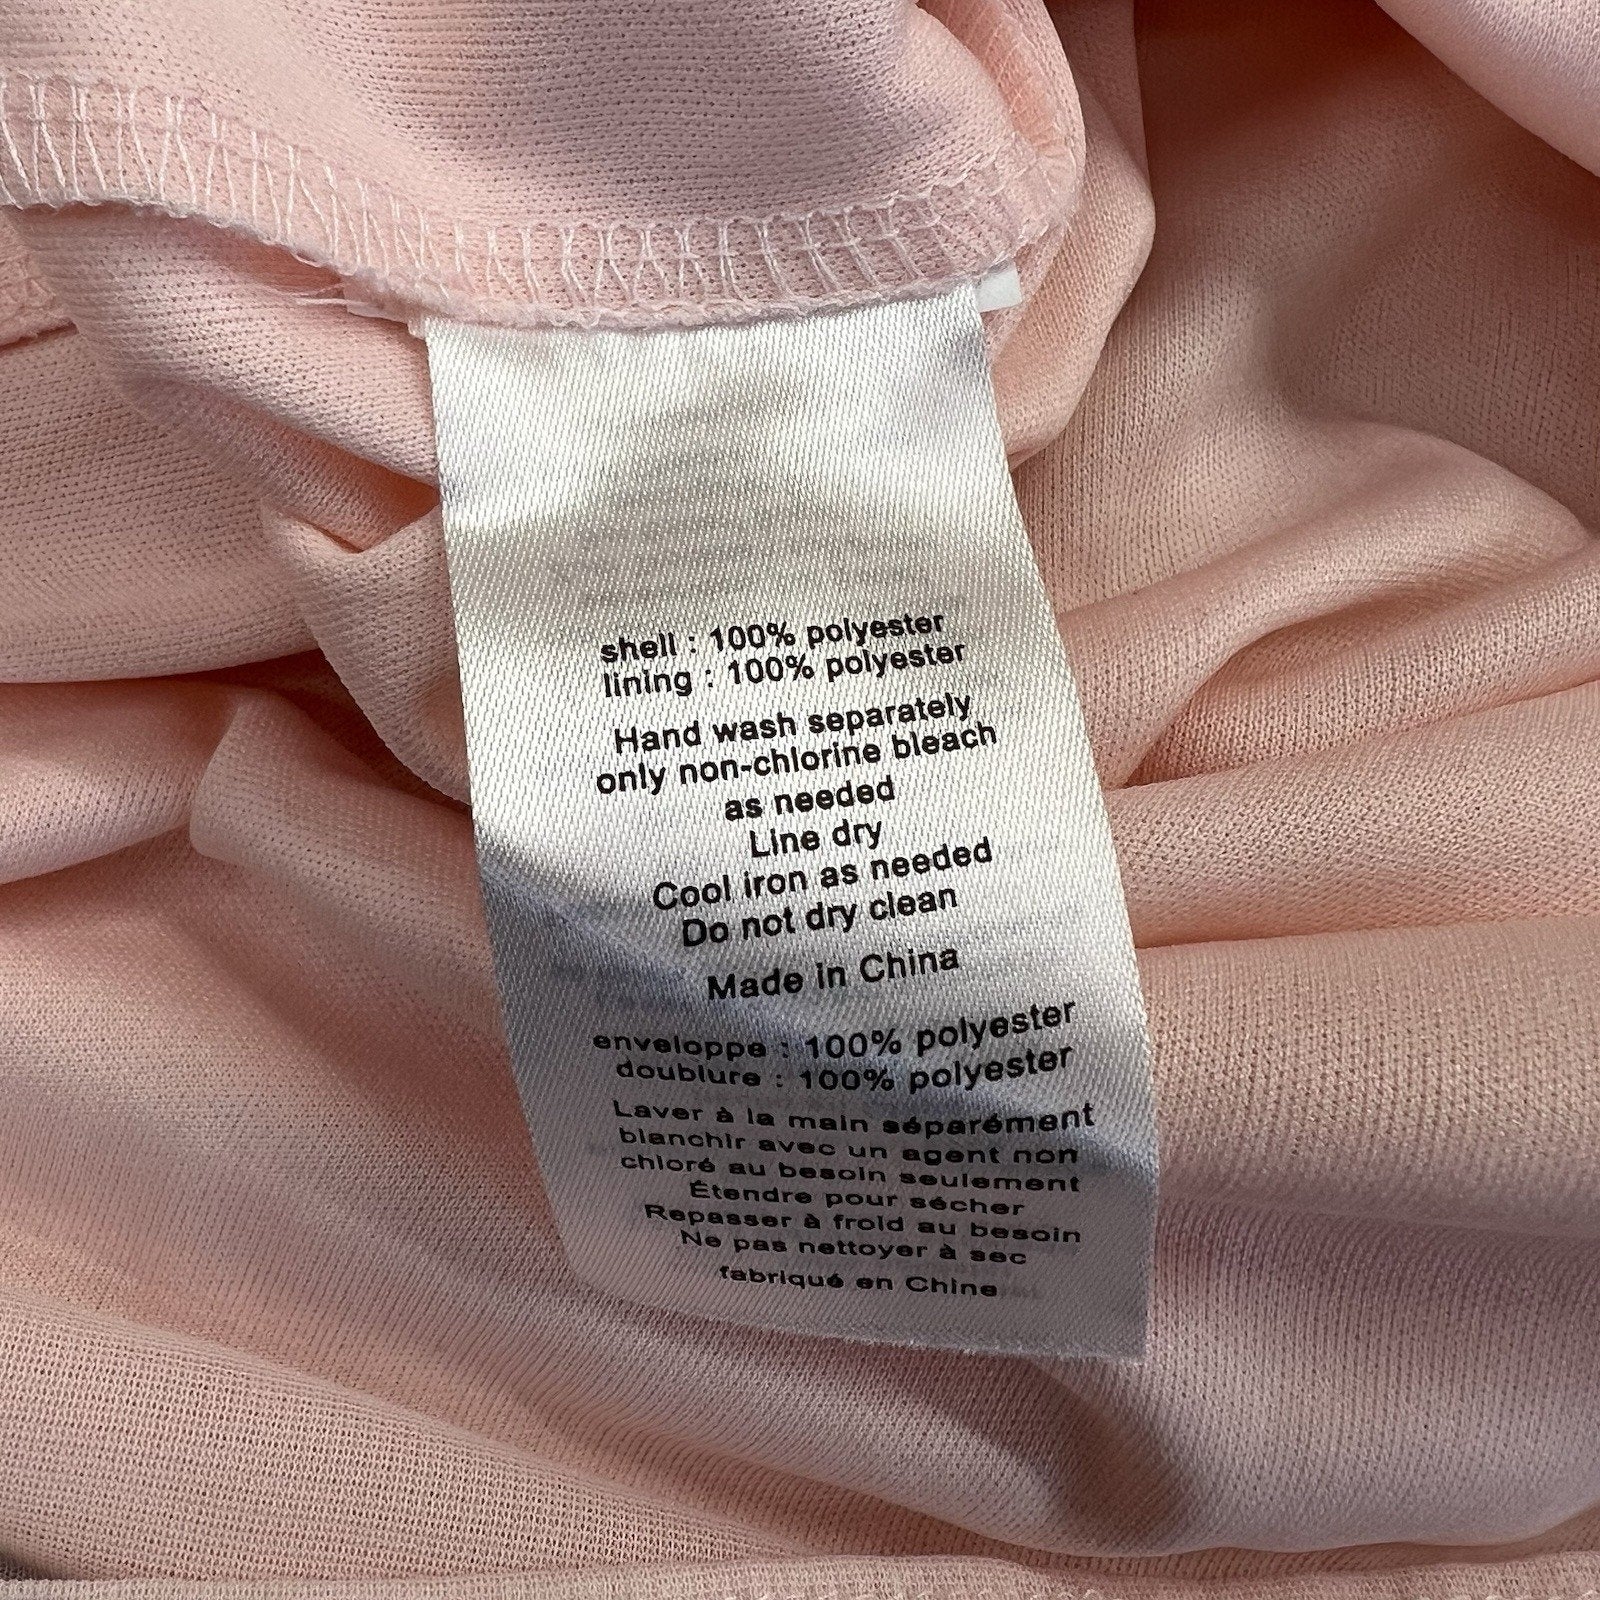 shell : 100% polyester
lining : 100% polyester
Hand wash separately
only non-chlorine bleach
as needed
Line dry
Cool iron as needed
Do not dry clean
Made in China
enveloppe : 100% polyester
doublure : 100% polyester
Laver à la main séparément
blanchir avec un agent non
chloré au besoin seulement
Étendre pour sécher
Repasser à froid au besoin
Ne pas nettoyer à sec
fabriqué en Chine